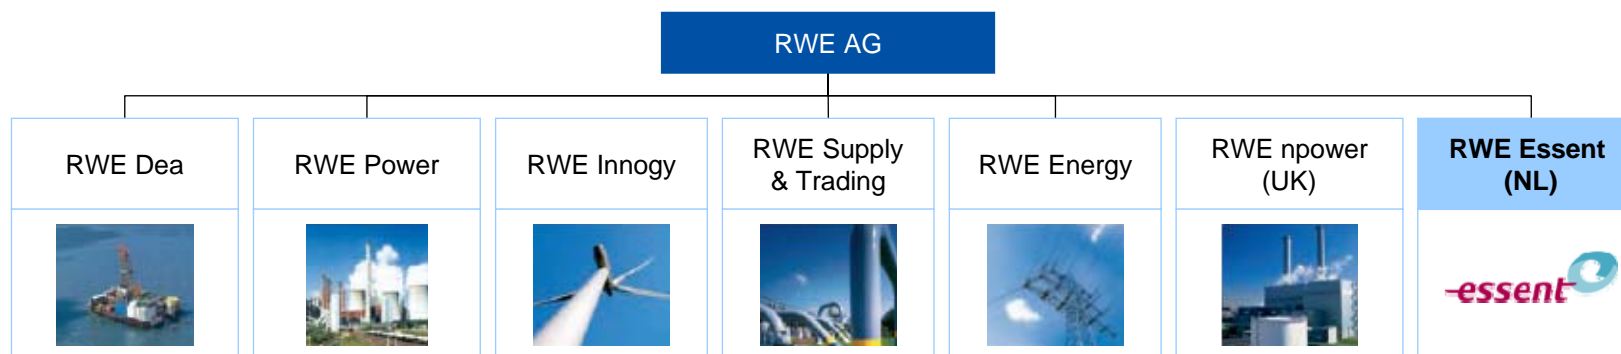 RWE AG
RWE Dea
RWE Power
RWE Innogy
RWE Supply
& Trading
RWE Energy
RWE npower
(UK)
RWE Essent
(NL)
essent